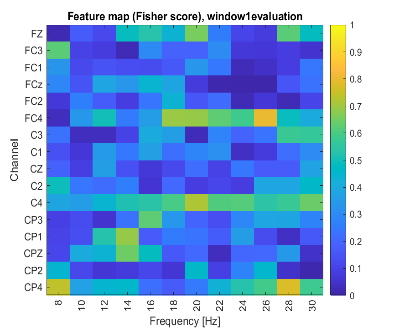 Feature map (Fisher score), window1evaluation
Channel
FZ
FC3
FC1
FCz
FC2
FC4
C3
C1
CZ
C2
C4
CP3
CP1
CPZ
CP2
CP4
8 10 12 14 16 18 20 22 24 26 28 30
Frequency [Hz]
1
0.9
0.8
0.7
0.6
0.5
0.4
0.3
0.2
0.1
0